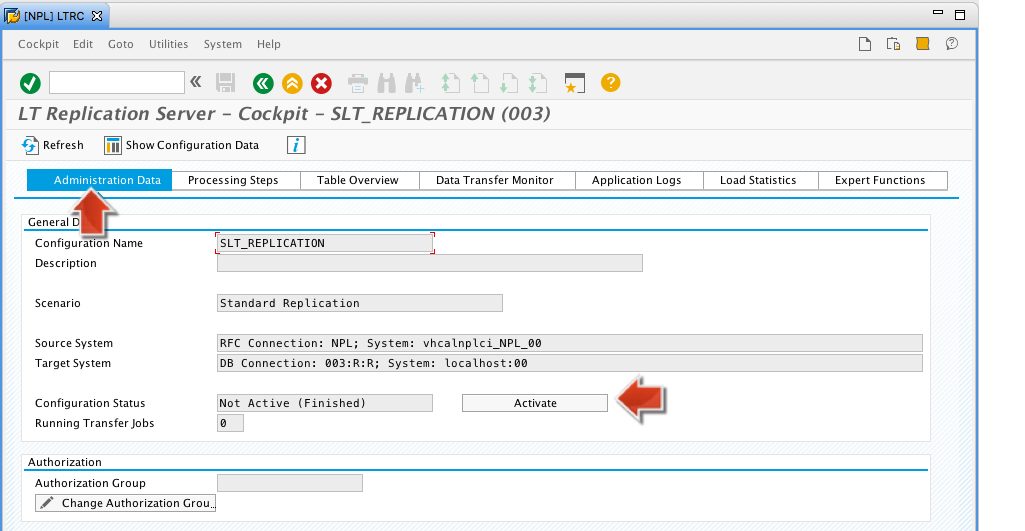 [NPL] LTRC
Cockpit Edit Goto Utilities System Help
LT Replication Server - Cockpit - SLT_REPLICATION (003)
Refresh Show Configuration Data
Administration Data Processing Steps Table Overview Data Transfer Monitor Application Logs Load Statistics Expert Functions
General D
Configuration Name SLT_REPLICATION
Description
Scenario Standard Replication
Source System RFC Connection: NPL; System: vhcalnplci_NPL_00
Target System DB Connection: 003:R:R; System: localhost:00
Configuration Status Not Active (Finished) Activate
Running Transfer Jobs 0
Authorization
Authorization Group
Change Authorization Grou..